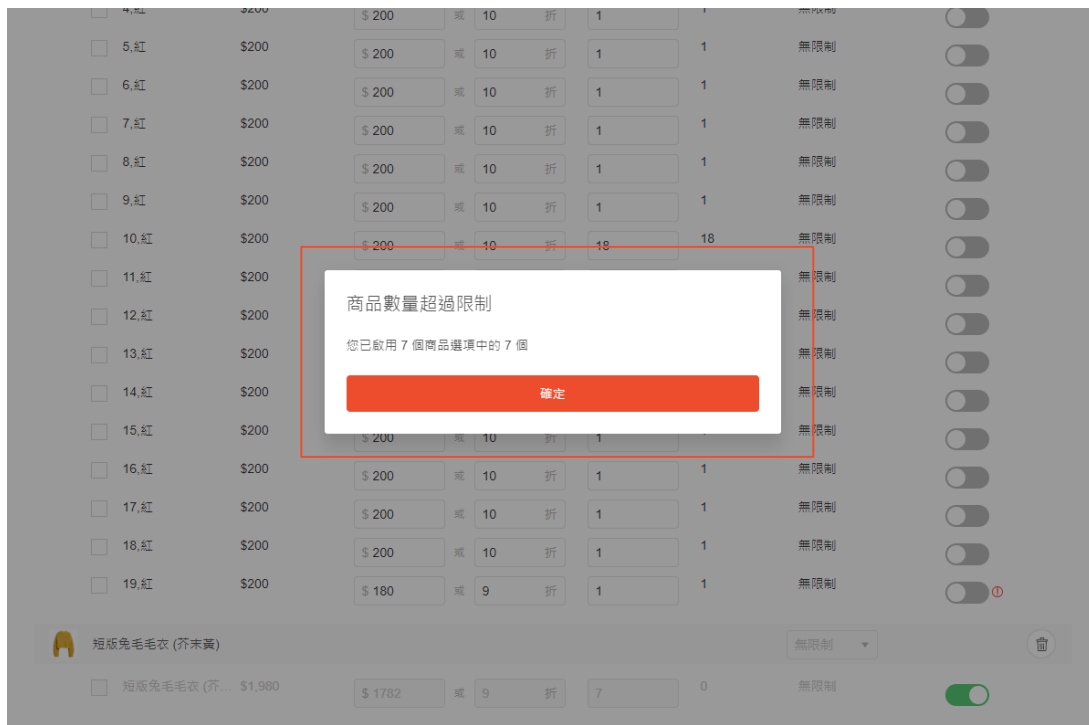 4,紅 $200 $ 200 或 10 折 1 1 無限制
5,紅 $200 $ 200 或 10 折 1 1 無限制
6,紅 $200 $ 200 或 10 折 1 1 無限制
7,紅 $200 $ 200 或 10 折 1 1 無限制
8,紅 $200 $ 200 或 10 折 1 1 無限制
9,紅 $200 $ 200 或 10 折 1 1 無限制
10,紅 $200 $ 200 或 10 折 18 18 無限制
11,紅 $200 無限制
商品數量超過限制
12,紅 $200 無限制
您已啟用 7 個商品選項中的 7 個
13,紅 $200 無限制
確定
14,紅 $200 無限制
15,紅 $200 $ 200 或 10 折 1 無限制
16,紅 $200 $ 200 或 10 折 1 1 無限制
17,紅 $200 $ 200 或 10 折 1 1 無限制
18,紅 $200 $ 200 或 10 折 1 1 無限制
19,紅 $200 $ 180 或 9 折 1 1 無限制
短版兔毛毛衣 (芥末黃) 無限制
短版兔毛毛衣 (芥... $1,980 $ 1782 或 9 折 7 0 無限制